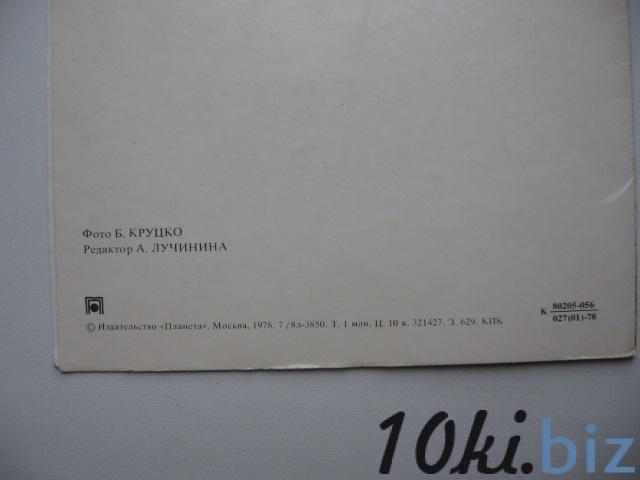 Фото Б. КРУЦКО
Редактор А. ЛУЧИНИНА
К 80205-056
027(01)-78
© Издательство «Планета». Москва, 1978. 7/8л-3850. Т. 1 млн. Ц. 10 к. 321427. З. 629. КПК
10ki.biz